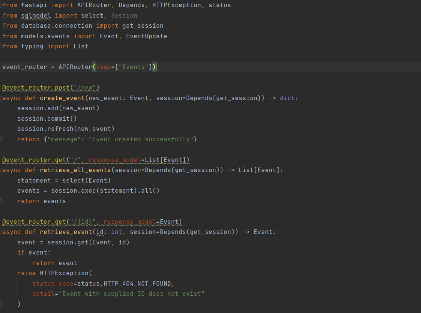 from fastapi import APIRouter, Depends, HTTPException, status
from sqlmodel import select, Session
from database.connection import get_session
from models.events import Event, EventUpdate
from typing import List
event_router = APIRouter(tags=["Events"])
@event_router.post("/new")
async def create_event(new_event: Event, session=Depends(get_session)) -> dict:
session.add(new_event)
session.commit()
session.refresh(new_event)
return {"message": "Event created successfully"}
@event_router.get("/", response_model=List[Event])
async def retrieve_all_events(session=Depends(get_session)) -> List[Event]:
statement = select(Event)
events = session.exec(statement).all()
return events
@event_router.get("/{id}", response_model=Event)
async def retrieve_event(id: int, session=Depends(get_session)) -> Event:
event = session.get(Event, id)
if event:
return event
raise HTTPException(
status_code=status.HTTP_404_NOT_FOUND,
detail="Event with supplied ID does not exist"
)